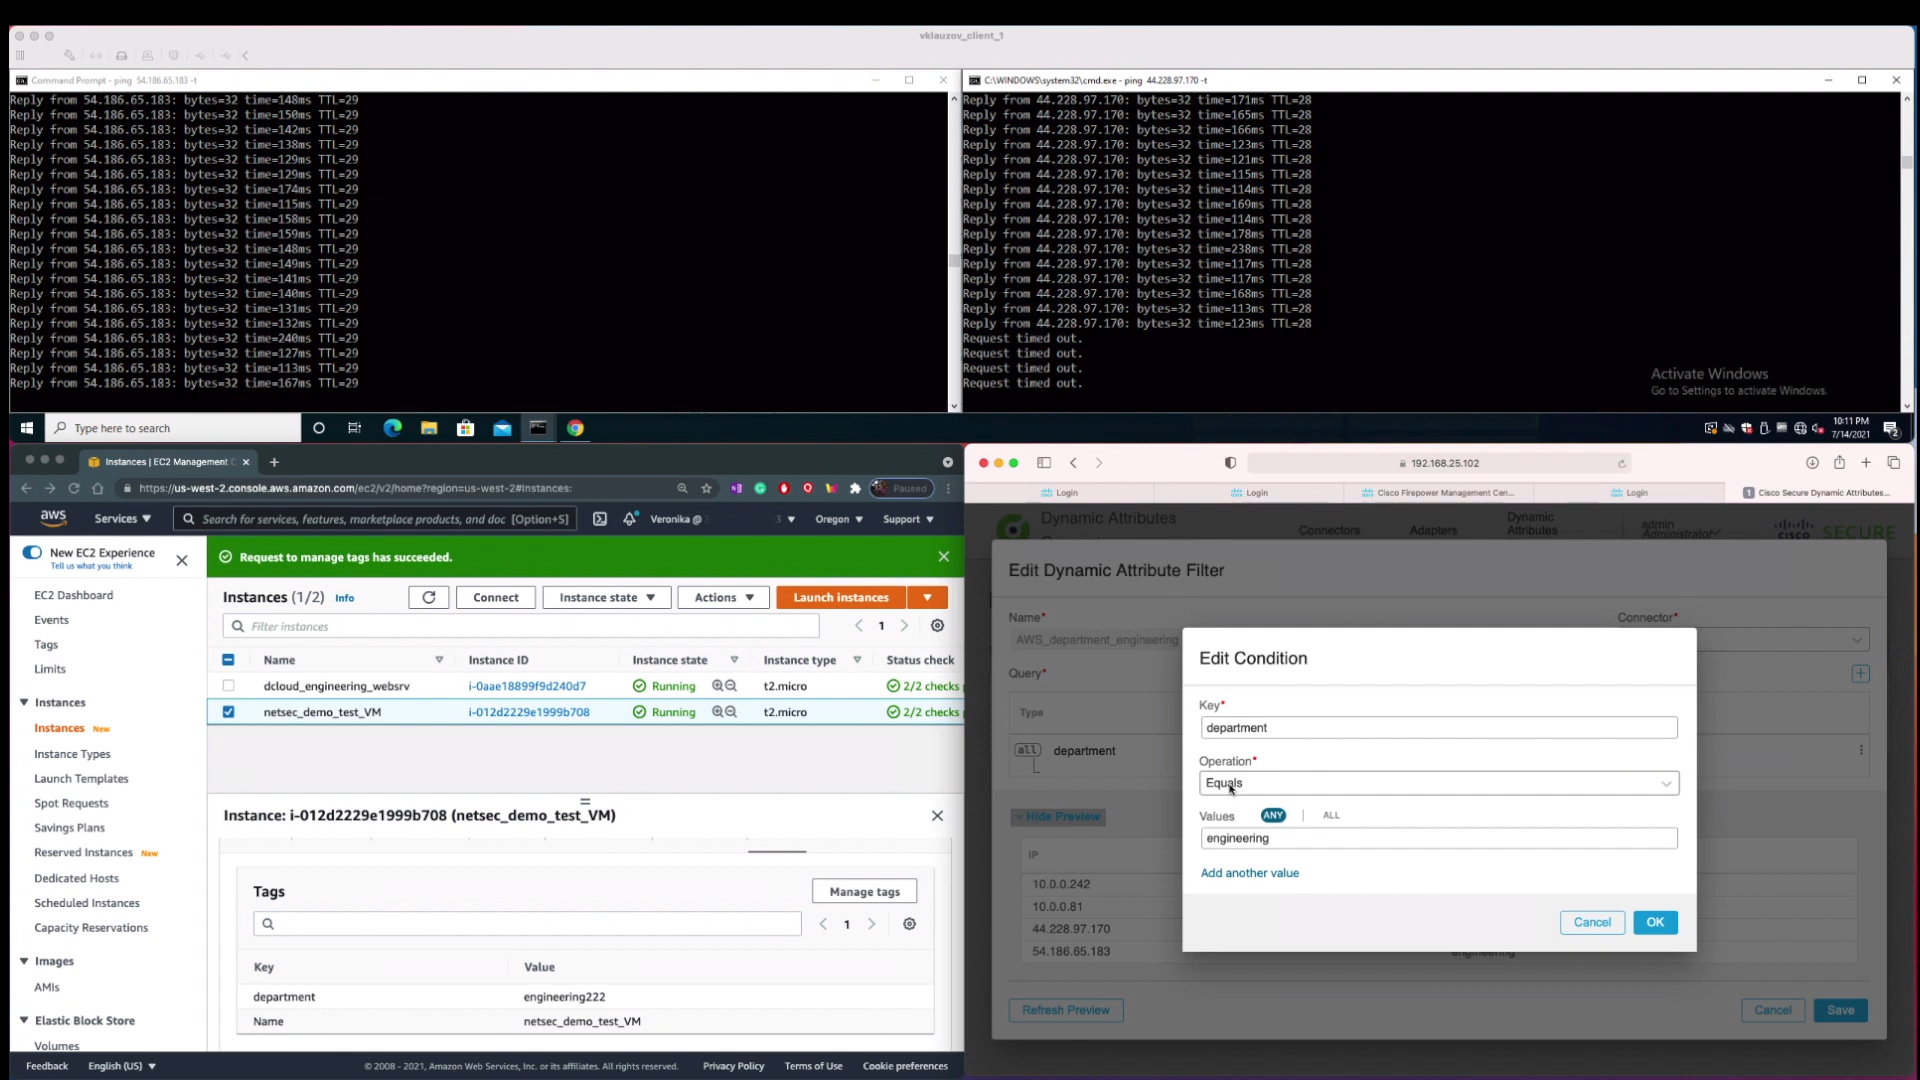 vklauzov_client_1
Command Prompt - ping 54.186.65.183 -t
Reply from 54.186.65.183: bytes=32 time=148ms TTL=29
Reply from 54.186.65.183: bytes=32 time=150ms TTL=29
Reply from 54.186.65.183: bytes=32 time=142ms TTL=29
Reply from 54.186.65.183: bytes=32 time=138ms TTL=29
Reply from 54.186.65.183: bytes=32 time=129ms TTL=29
Reply from 54.186.65.183: bytes=32 time=129ms TTL=29
Reply from 54.186.65.183: bytes=32 time=174ms TTL=29
Reply from 54.186.65.183: bytes=32 time=115ms TTL=29
Reply from 54.186.65.183: bytes=32 time=158ms TTL=29
Reply from 54.186.65.183: bytes=32 time=159ms TTL=29
Reply from 54.186.65.183: bytes=32 time=148ms TTL=29
Reply from 54.186.65.183: bytes=32 time=149ms TTL=29
Reply from 54.186.65.183: bytes=32 time=141ms TTL=29
Reply from 54.186.65.183: bytes=32 time=140ms TTL=29
Reply from 54.186.65.183: bytes=32 time=131ms TTL=29
Reply from 54.186.65.183: bytes=32 time=132ms TTL=29
Reply from 54.186.65.183: bytes=32 time=240ms TTL=29
Reply from 54.186.65.183: bytes=32 time=127ms TTL=29
Reply from 54.186.65.183: bytes=32 time=113ms TTL=29
Reply from 54.186.65.183: bytes=32 time=167ms TTL=29
C:\WINDOWS\system32\cmd.exe - ping 44.228.97.170 -t
Reply from 44.228.97.170: bytes=32 time=171ms TTL=28
Reply from 44.228.97.170: bytes=32 time=165ms TTL=28
Reply from 44.228.97.170: bytes=32 time=166ms TTL=28
Reply from 44.228.97.170: bytes=32 time=123ms TTL=28
Reply from 44.228.97.170: bytes=32 time=121ms TTL=28
Reply from 44.228.97.170: bytes=32 time=115ms TTL=28
Reply from 44.228.97.170: bytes=32 time=114ms TTL=28
Reply from 44.228.97.170: bytes=32 time=169ms TTL=28
Reply from 44.228.97.170: bytes=32 time=114ms TTL=28
Reply from 44.228.97.170: bytes=32 time=178ms TTL=28
Reply from 44.228.97.170: bytes=32 time=238ms TTL=28
Reply from 44.228.97.170: bytes=32 time=117ms TTL=28
Reply from 44.228.97.170: bytes=32 time=117ms TTL=28
Reply from 44.228.97.170: bytes=32 time=168ms TTL=28
Reply from 44.228.97.170: bytes=32 time=113ms TTL=28
Reply from 44.228.97.170: bytes=32 time=123ms TTL=28
Request timed out.
Request timed out.
Request timed out.
Request timed out.
Activate Windows
Go to Settings to activate Windows.
Type here to search
10:11 PM
7/14/2021
2
Instances | EC2 Management C
https://us-west-2.console.aws.amazon.com/ec2/v2/home?region=us-west-2#Instances:
Paused
aws
Services
Search for services, features, marketplace products, and doc [Option+S]
Veronika @
3
Oregon
Support
New EC2 Experience
Tell us what you think
EC2 Dashboard
Events
Tags
Limits
Instances
Instances New
Instance Types
Launch Templates
Spot Requests
Savings Plans
Reserved Instances New
Dedicated Hosts
Scheduled Instances
Capacity Reservations
Images
AMIs
Elastic Block Store
Volumes
Request to manage tags has succeeded.
Instances (1/2) Info
Connect
Instance state
Actions
Launch instances
Filter instances
1
Name Instance ID Instance state Instance type Status check
dcloud_engineering_websrv i-0aae18899f9d240d7 Running t2.micro 2/2 checks p
netsec_demo_test_VM i-012d2229e1999b708 Running t2.micro 2/2 checks p
Instance: i-012d2229e1999b708 (netsec_demo_test_VM)
Tags
Manage tags
1
Key Value
department engineering222
Name netsec_demo_test_VM
Feedback English (US) © 2008 - 2021, Amazon Web Services, Inc. or its affiliates. All rights reserved. Privacy Policy Terms of Use Cookie preferences
192.168.25.102
Login
Login
Cisco Firepower Management Cen...
Login
1 Cisco Secure Dynamic Attributes...
Dynamic Attributes
Connectors
Adapters
Dynamic Attributes
admin
Administrator
cisco SECURE
Edit Dynamic Attribute Filter
Name*
AWS_department_engineering
Connector*
Query*
Type
all department
Hide Preview
IP
10.0.0.242
10.0.0.81
44.228.97.170
54.186.65.183
engineering
Refresh Preview
Cancel
Save
Edit Condition
Key*
department
Operation*
Equals
Values ANY | ALL
engineering
Add another value
Cancel
OK